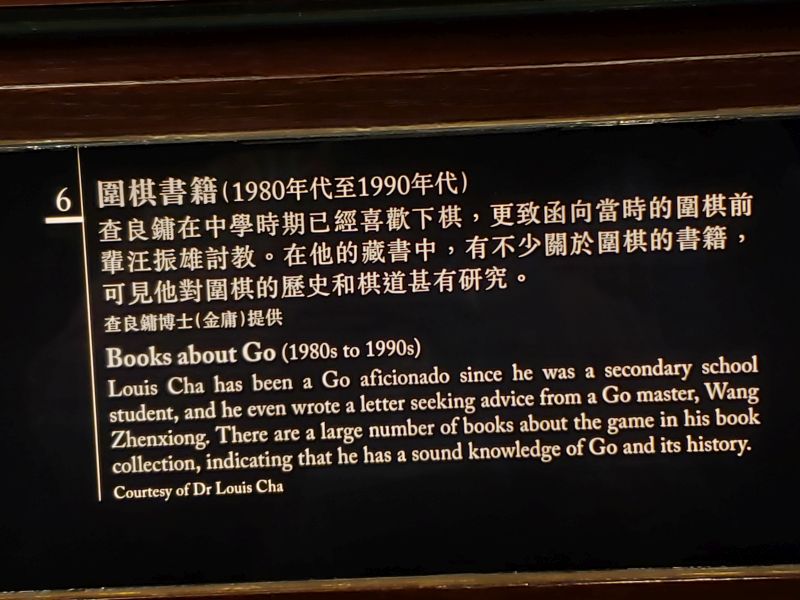 6
圍棋書籍(1980年代至1990年代)
查良鏞在中學時期已經喜歡下棋，更致函向當時的圍棋前
輩汪振雄討教。在他的藏書中，有不少關於圍棋的書籍，
可見他對圍棋的歷史和棋道甚有研究。
查良鏞博士(金庸)提供
Books about Go (1980s to 1990s)
Louis Cha has been a Go aficionado since he was a secondary school
student, and he even wrote a letter seeking advice from a Go master, Wang
Zhenxiong. There are a large number of books about the game in his book
collection, indicating that he has a sound knowledge of Go and its history.
Courtesy of Dr Louis Cha